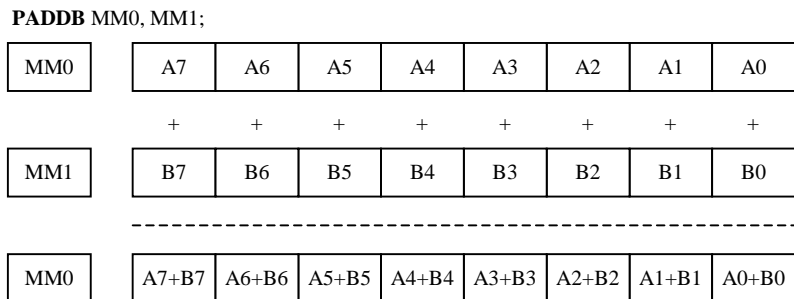 PADDB MM0, MM1;
MM0 A7 A6 A5 A4 A3 A2 A1 A0
+ + + + + + + +
MM1 B7 B6 B5 B4 B3 B2 B1 B0
MM0 A7+B7 A6+B6 A5+B5 A4+B4 A3+B3 A2+B2 A1+B1 A0+B0